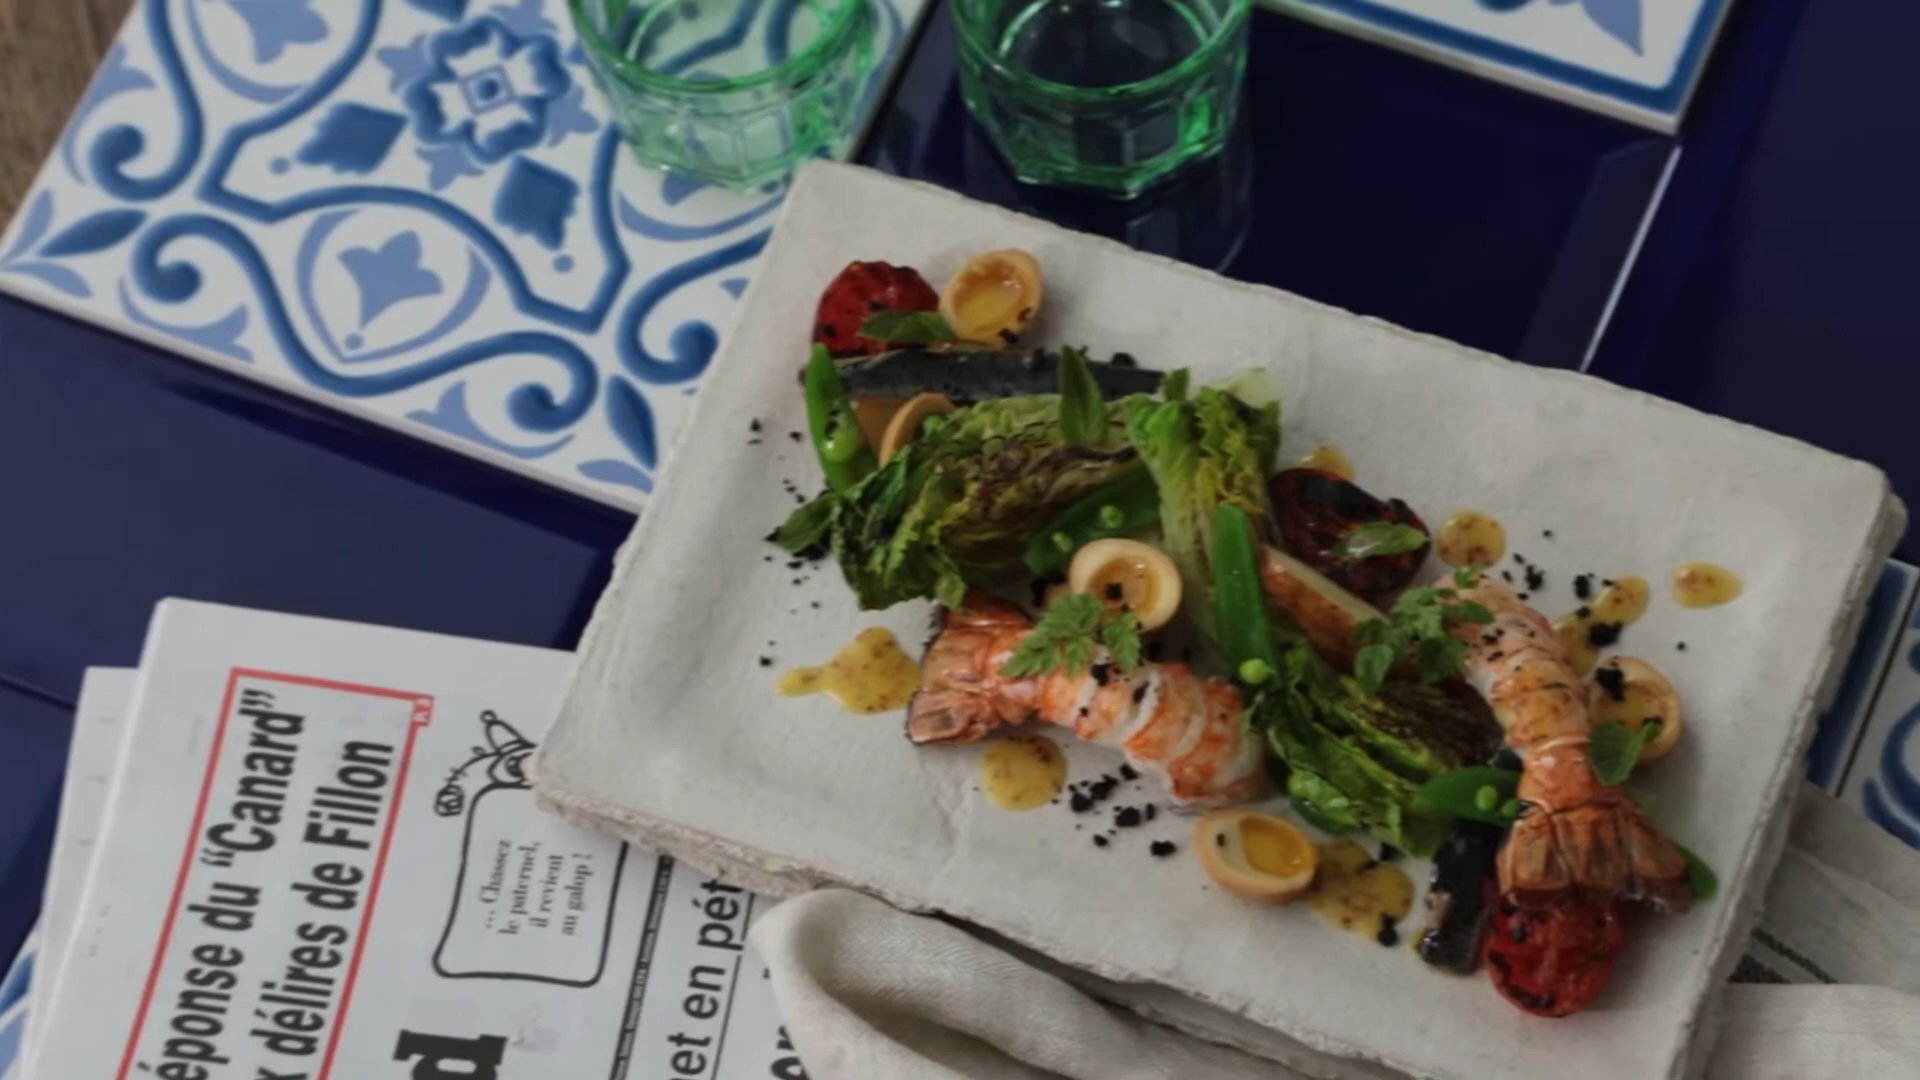 éponse du “Canard”
x délires de Fillon
... Chassez
le paternel,
il revient
au galop !
d
et en pét